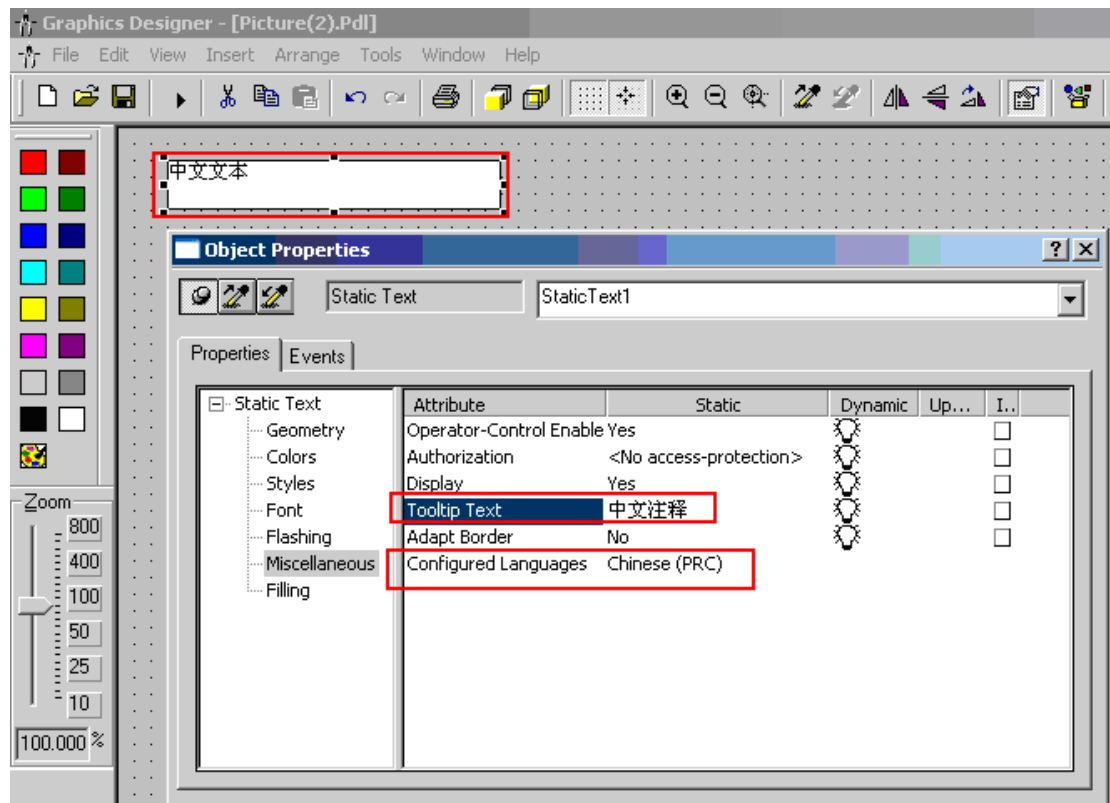 Graphics Designer - [Picture(2).Pdl]
File Edit View Insert Arrange Tools Window Help
中文文本
Object Properties
Static Text StaticText1
Properties Events
Static Text
Geometry
Colors
Styles
Font
Flashing
Miscellaneous
Filling
Attribute Static Dynamic Up... I..
Operator-Control Enable Yes
Authorization <No access-protection>
Display Yes
Tooltip Text 中文注释
Adapt Border No
Configured Languages Chinese (PRC)
Zoom
800
400
100
50
25
10
100.000 %